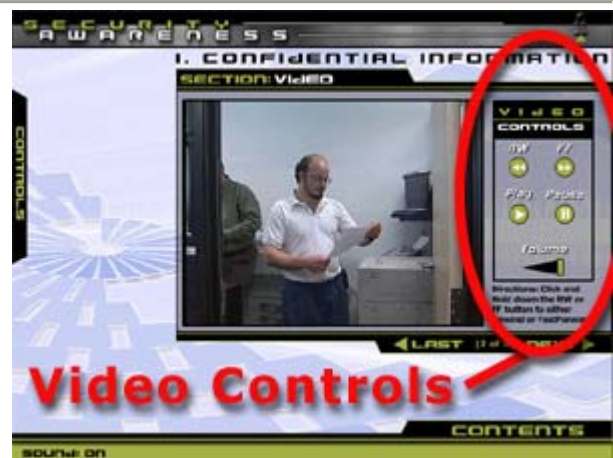 SECURITY
AWARENESS
1. CONFIDENTIAL INFORMATION
SECTION: VIDEO
CONTROLS
VIDEO
CONTROLS
RW FF
Play Pause
Volume
Directions: Click and
hold down the RW or
FF button to either
Rewind or FastForward
LAST
Video Controls
CONTENTS
SOUND: ON